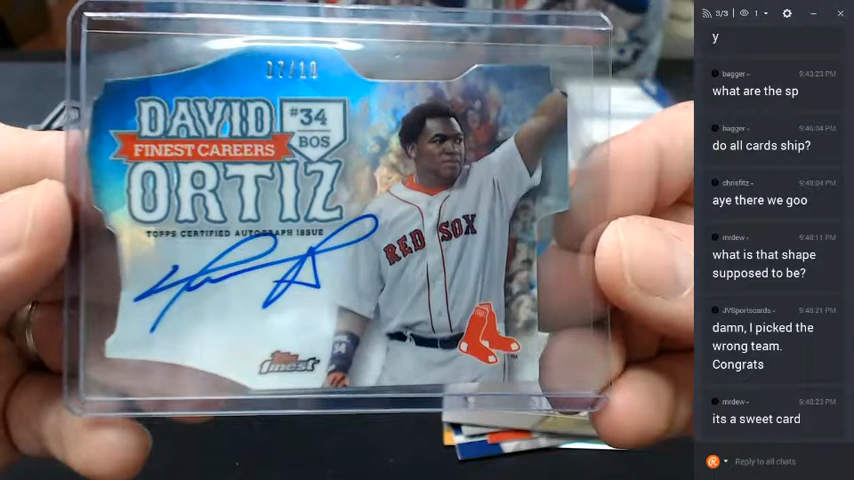 07/10
DAVID
#34
BOS
FINEST CAREERS
ORTIZ
TOPPS CERTIFIED AUTOGRAPH ISSUE
RED SOX
34
Topps
finest
TM
3/3
1
y
bagger
9:43:23 PM
what are the sp
bagger
9:46:04 PM
do all cards ship?
chrisfitz
9:48:04 PM
aye there we goo
mrdew
9:48:11 PM
what is that shape
supposed to be?
JVSportscards
9:48:21 PM
damn, I picked the
wrong team.
Congrats
mrdew
9:48:23 PM
its a sweet card
Reply to all chats